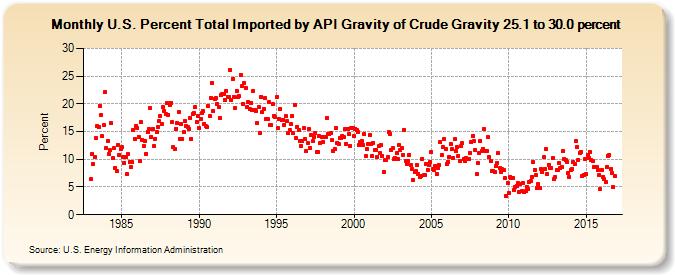 Monthly U.S. Percent Total Imported by API Gravity of Crude Gravity 25.1 to 30.0 percent
Percent
30
25
20
15
10
5
0
1985 1990 1995 2000 2005 2010 2015
Source: U.S. Energy Information Administration